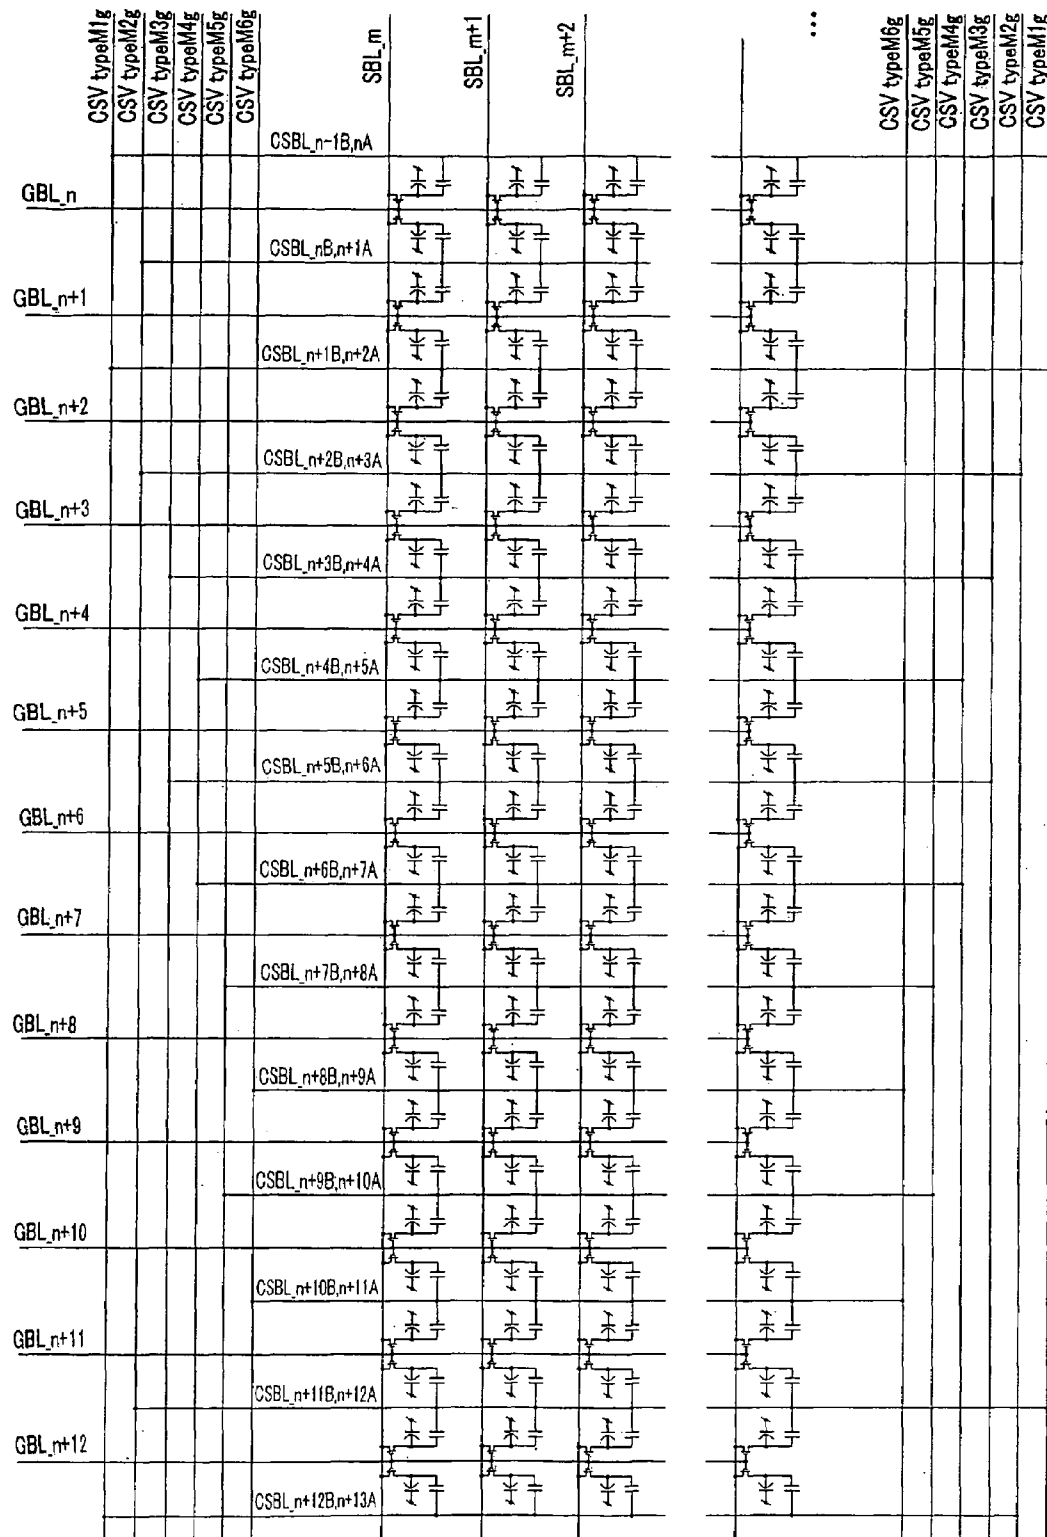 CSV typeM1g
CSV typeM2g
CSV typeM3g
CSV typeM4g
CSV typeM5g
CSV typeM6g
SBL_m
SBL_m+1
SBL_m+2
...
CSV typeM6g
CSV typeM5g
CSV typeM4g
CSV typeM3g
CSV typeM2g
CSV typeM1g
CSBL_n-1B,nA
GBL_n
CSBL_nB,n+1A
GBL_n+1
CSBL_n+1B,n+2A
GBL_n+2
CSBL_n+2B,n+3A
GBL_n+3
CSBL_n+3B,n+4A
GBL_n+4
CSBL_n+4B,n+5A
GBL_n+5
CSBL_n+5B,n+6A
GBL_n+6
CSBL_n+6B,n+7A
GBL_n+7
CSBL_n+7B,n+8A
GBL_n+8
CSBL_n+8B,n+9A
GBL_n+9
CSBL_n+9B,n+10A
GBL_n+10
CSBL_n+10B,n+11A
GBL_n+11
CSBL_n+11B,n+12A
GBL_n+12
CSBL_n+12B,n+13A